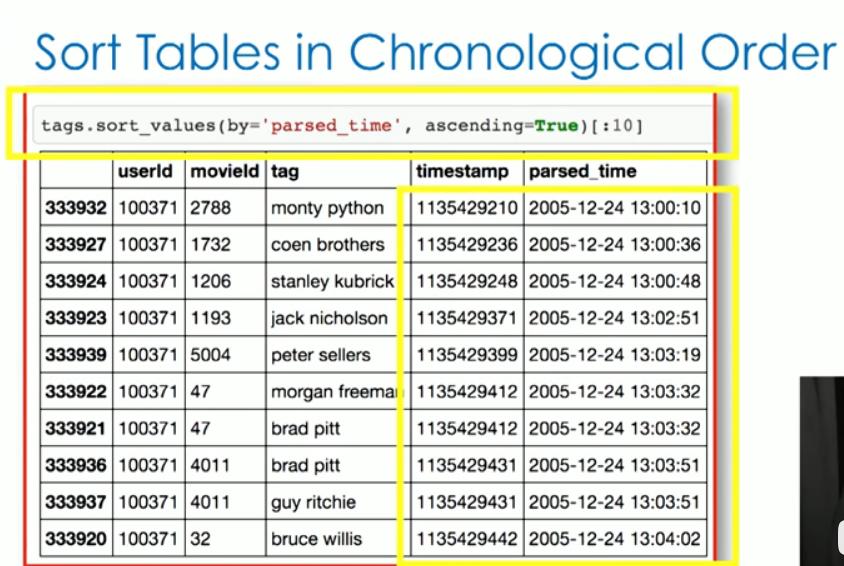 Sort Tables in Chronological Order
tags.sort_values(by='parsed_time', ascending=True)[:10]
userId movieId tag timestamp parsed_time
333932 100371 2788 monty python 1135429210 2005-12-24 13:00:10
333927 100371 1732 coen brothers 1135429236 2005-12-24 13:00:36
333924 100371 1206 stanley kubrick 1135429248 2005-12-24 13:00:48
333923 100371 1193 jack nicholson 1135429371 2005-12-24 13:02:51
333939 100371 5004 peter sellers 1135429399 2005-12-24 13:03:19
333922 100371 47 morgan freeman 1135429412 2005-12-24 13:03:32
333921 100371 47 brad pitt 1135429412 2005-12-24 13:03:32
333936 100371 4011 brad pitt 1135429431 2005-12-24 13:03:51
333937 100371 4011 guy ritchie 1135429431 2005-12-24 13:03:51
333920 100371 32 bruce willis 1135429442 2005-12-24 13:04:02